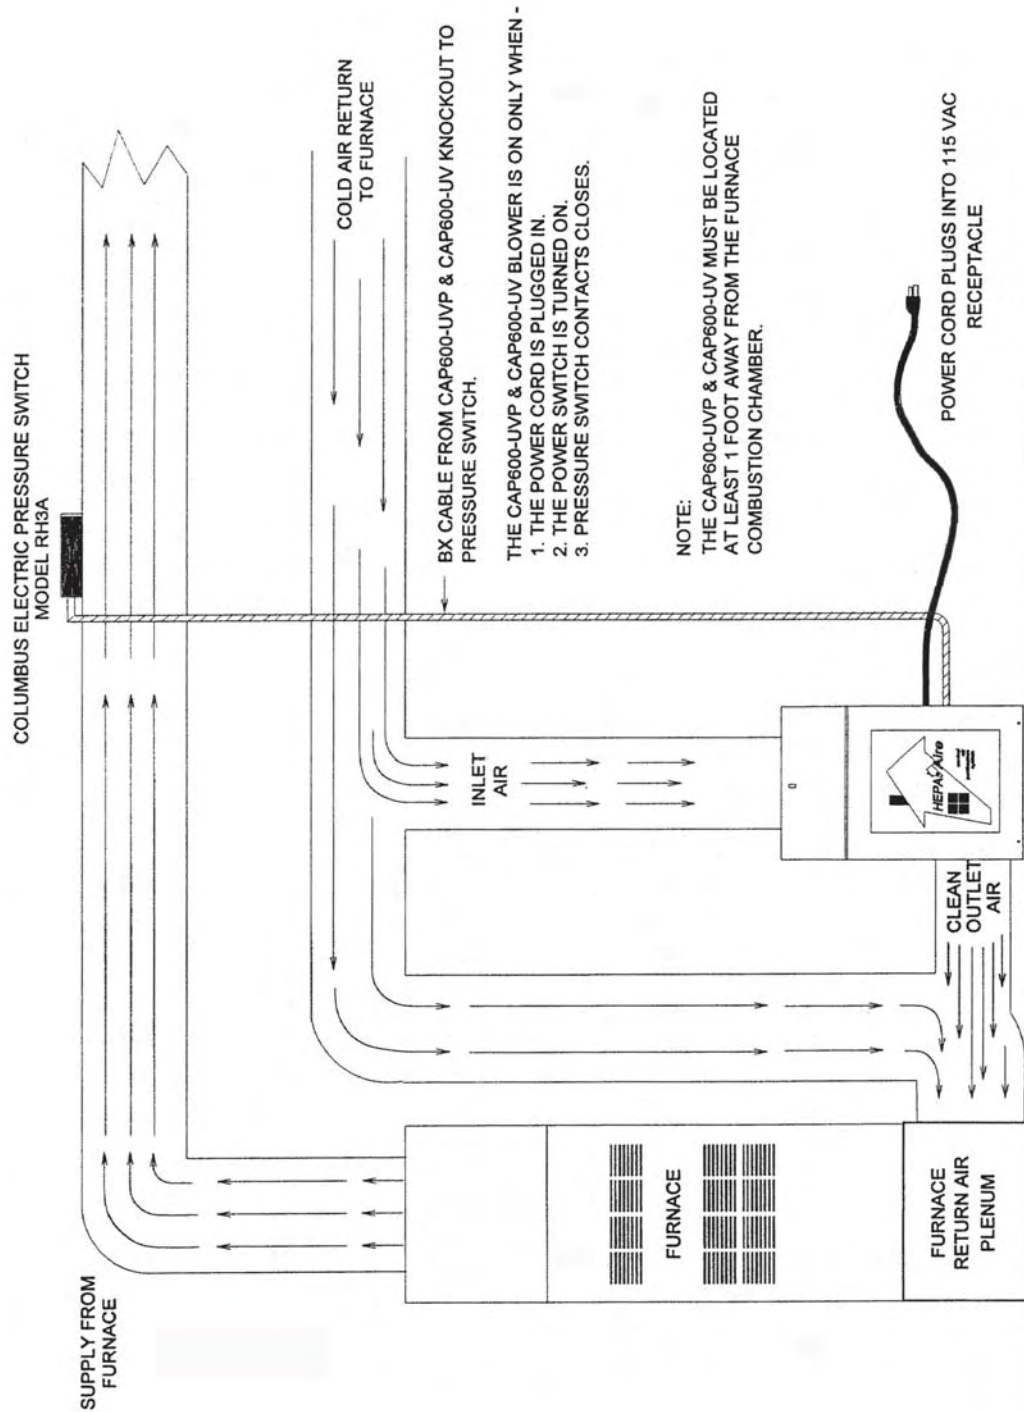 COLUMBUS ELECTRIC PRESSURE SWITCH
MODEL RH3A
SUPPLY FROM
FURNACE
COLD AIR RETURN
TO FURNACE
BX CABLE FROM CAP600-UVP & CAP600-UV KNOCKOUT TO
PRESSURE SWITCH.
THE CAP600-UVP & CAP600-UV BLOWER IS ON ONLY WHEN -
1. THE POWER CORD IS PLUGGED IN.
2. THE POWER SWITCH IS TURNED ON.
3. PRESSURE SWITCH CONTACTS CLOSES.
INLET
AIR
NOTE:
THE CAP600-UVP & CAP600-UV MUST BE LOCATED
AT LEAST 1 FOOT AWAY FROM THE FURNACE
COMBUSTION CHAMBER.
FURNACE
HEPA Aire
CLEAN
OUTLET
AIR
FURNACE
RETURN AIR
PLENUM
POWER CORD PLUGS INTO 115 VAC
RECEPTACLE